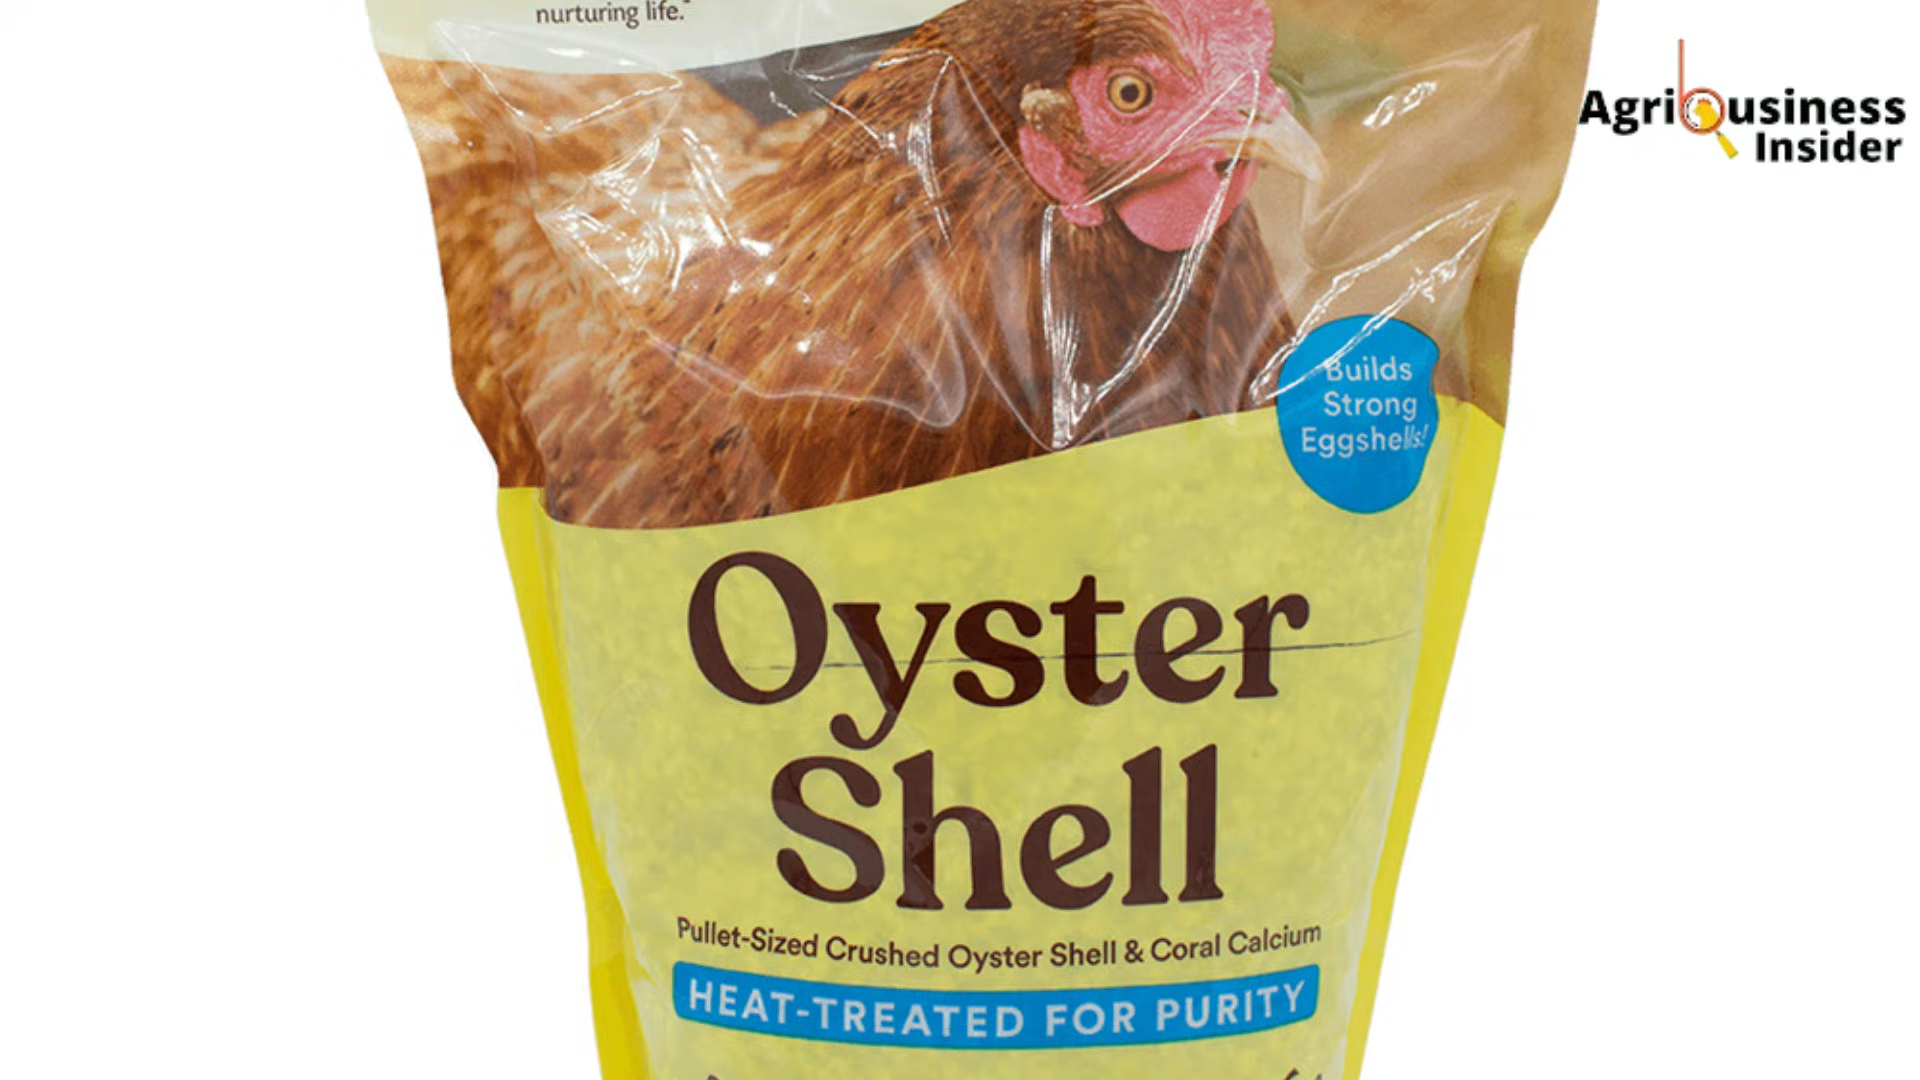 nurturing life.
Agribusiness
Insider
Builds
Strong
Eggshells!
Oyster
Shell
Pullet-Sized Crushed Oyster Shell & Coral Calcium
HEAT-TREATED FOR PURITY